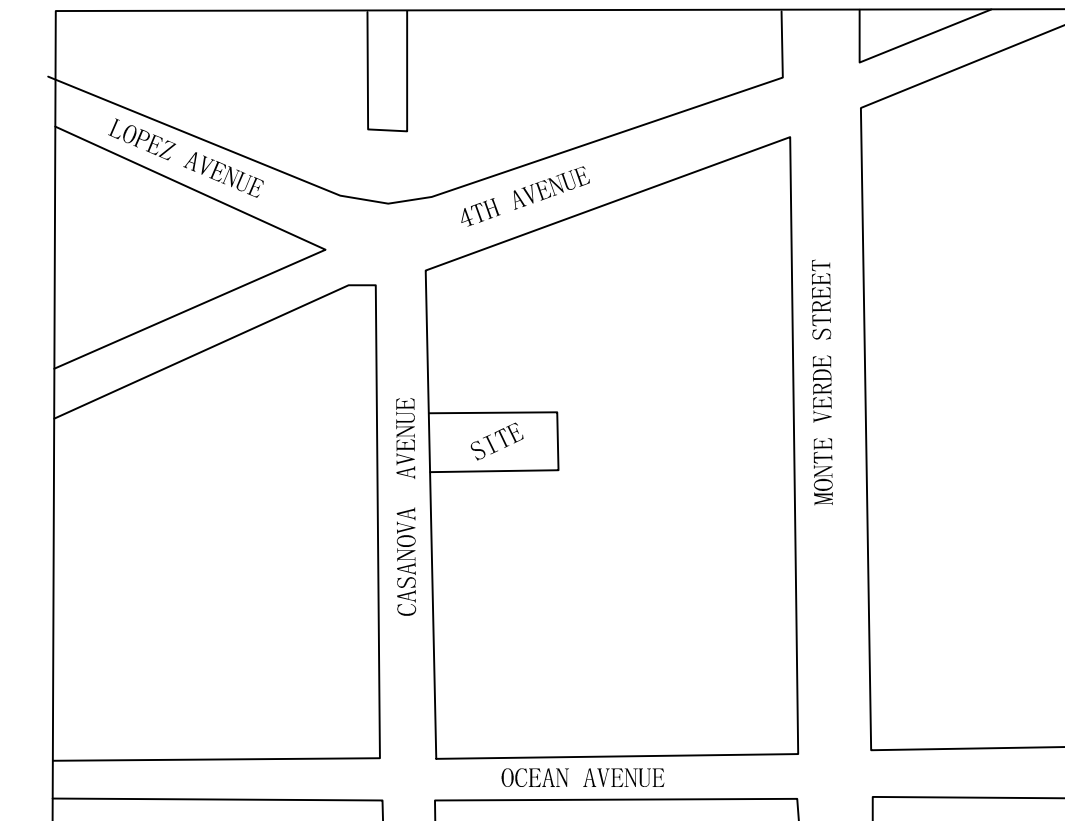 LOPEZ AVENUE
4TH AVENUE
MONTE VERDE STREET
CASANOVA AVENUE
SITE
OCEAN AVENUE